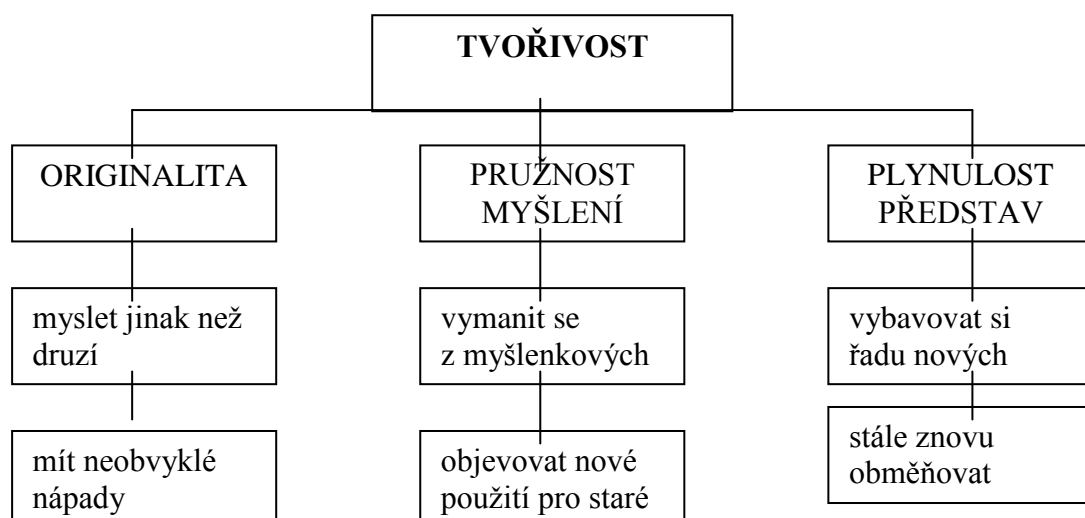 TVOŘIVOST
ORIGINALITA
PRUŽNOST
MYŠLENÍ
PLYNULOST
PŘEDSTAV
myslet jinak než
druzí
vymanit se
z myšlenkových
vybavovat si
řadu nových
mít neobvyklé
nápady
objevovat nové
použití pro staré
stále znovu
obměňovat